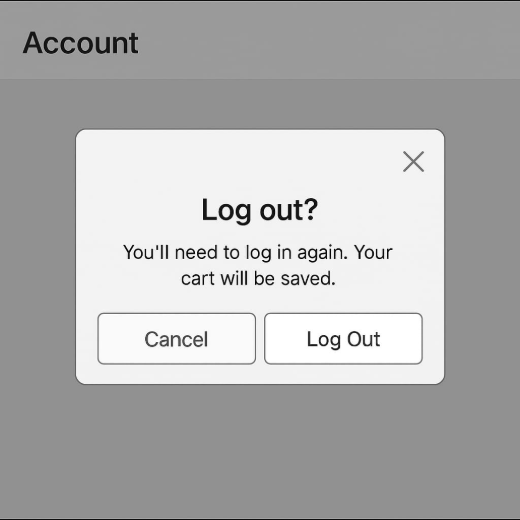 Account
Log out?
You'll need to log in again. Your
cart will be saved.
Cancel
Log Out